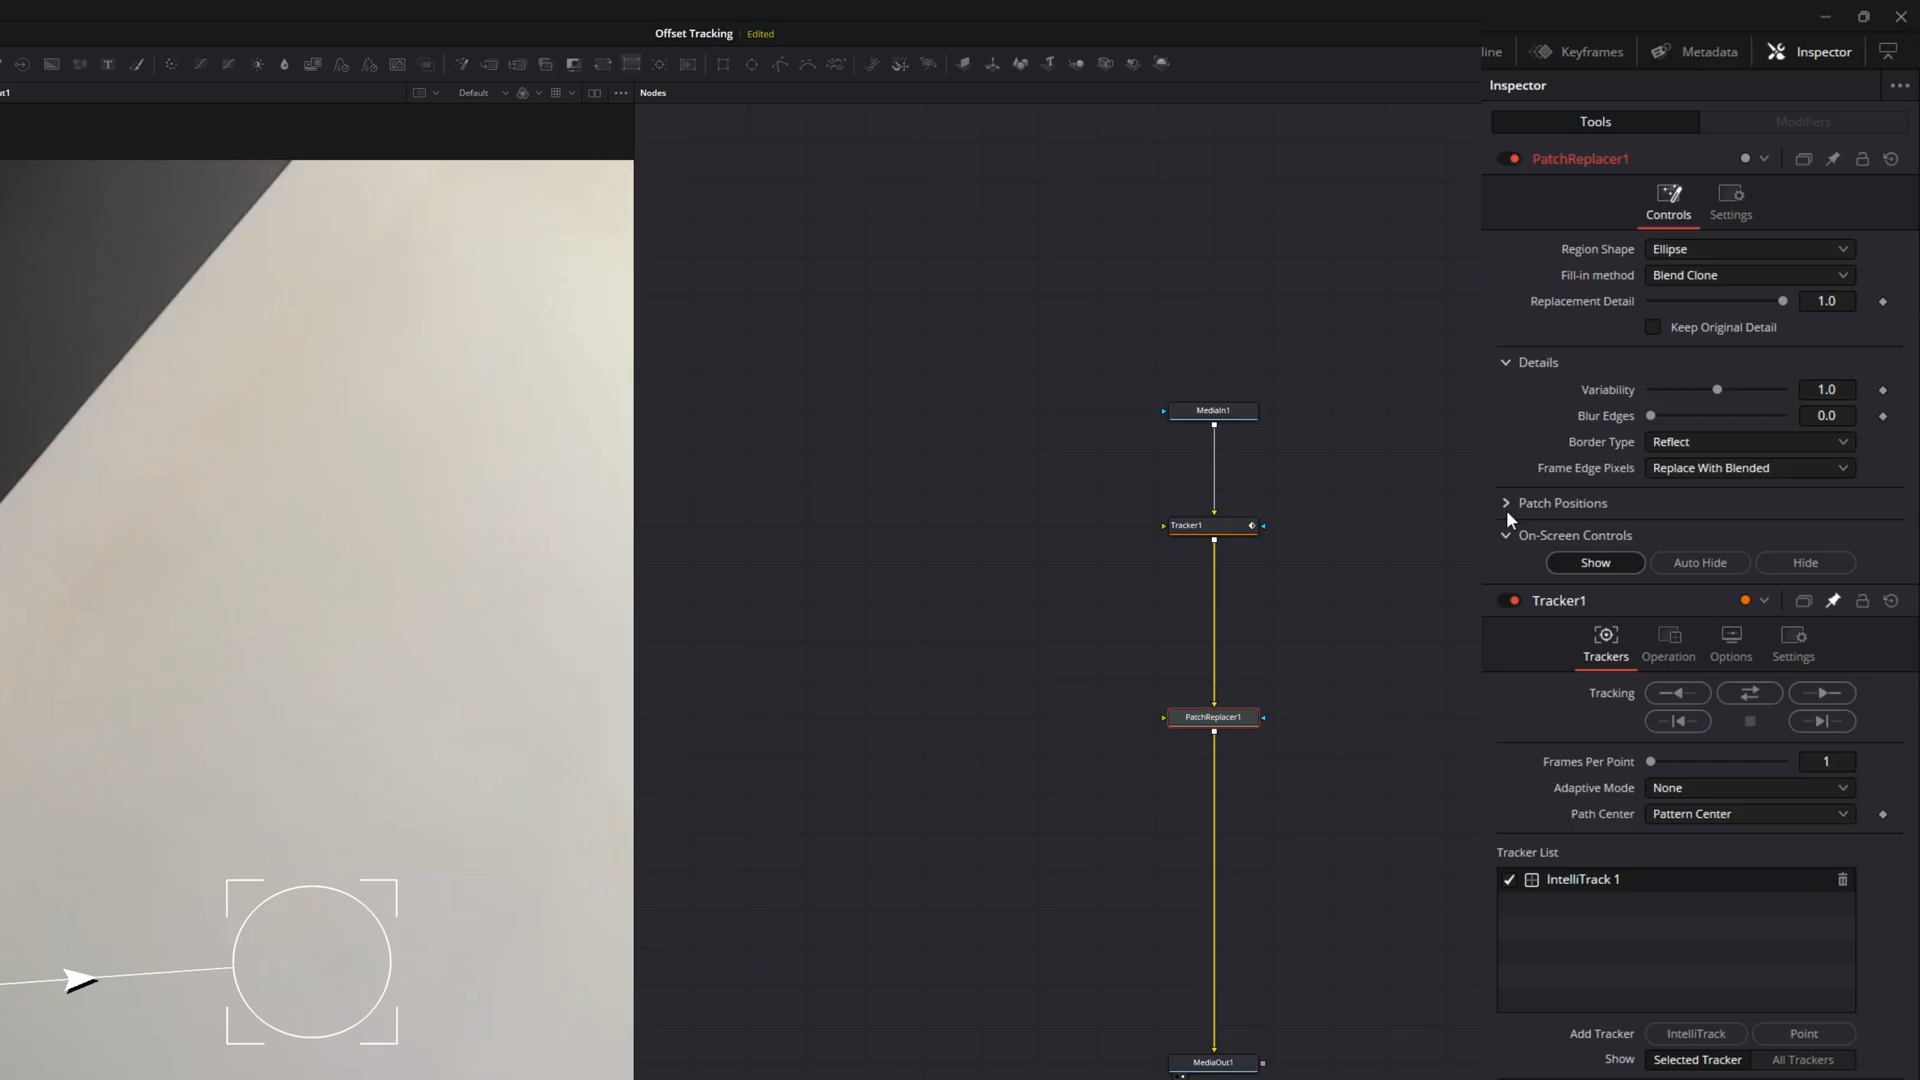 Offset Tracking Edited
line Keyframes Metadata Inspector
T
ut1 Default Nodes
Inspector
Tools Modifiers
PatchReplacer1
Controls Settings
Region Shape Ellipse
Fill-in method Blend Clone
Replacement Detail 1.0
Keep Original Detail
Details
Variability 1.0
Blur Edges 0.0
Border Type Reflect
Frame Edge Pixels Replace With Blended
Patch Positions
On-Screen Controls
Show Auto Hide Hide
Tracker1
Trackers Operation Options Settings
Tracking
Frames Per Point 1
Adaptive Mode None
Path Center Pattern Center
Tracker List
IntelliTrack 1
Add Tracker IntelliTrack Point
Show Selected Tracker All Trackers
MediaIn1
Tracker1
PatchReplacer1
MediaOut1